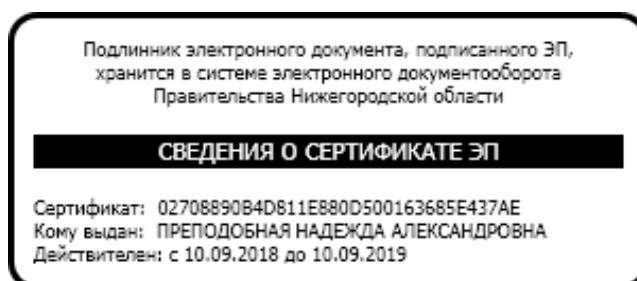 Подлинник электронного документа, подписанного ЭП,
хранится в системе электронного документооборота
Правительства Нижегородской области
СВЕДЕНИЯ О СЕРТИФИКАТЕ ЭП
Сертификат: 02708890B4D811E880D500163685E437AE
Кому выдан: ПРЕПОДОБНАЯ НАДЕЖДА АЛЕКСАНДРОВНА
Действителен: с 10.09.2018 до 10.09.2019